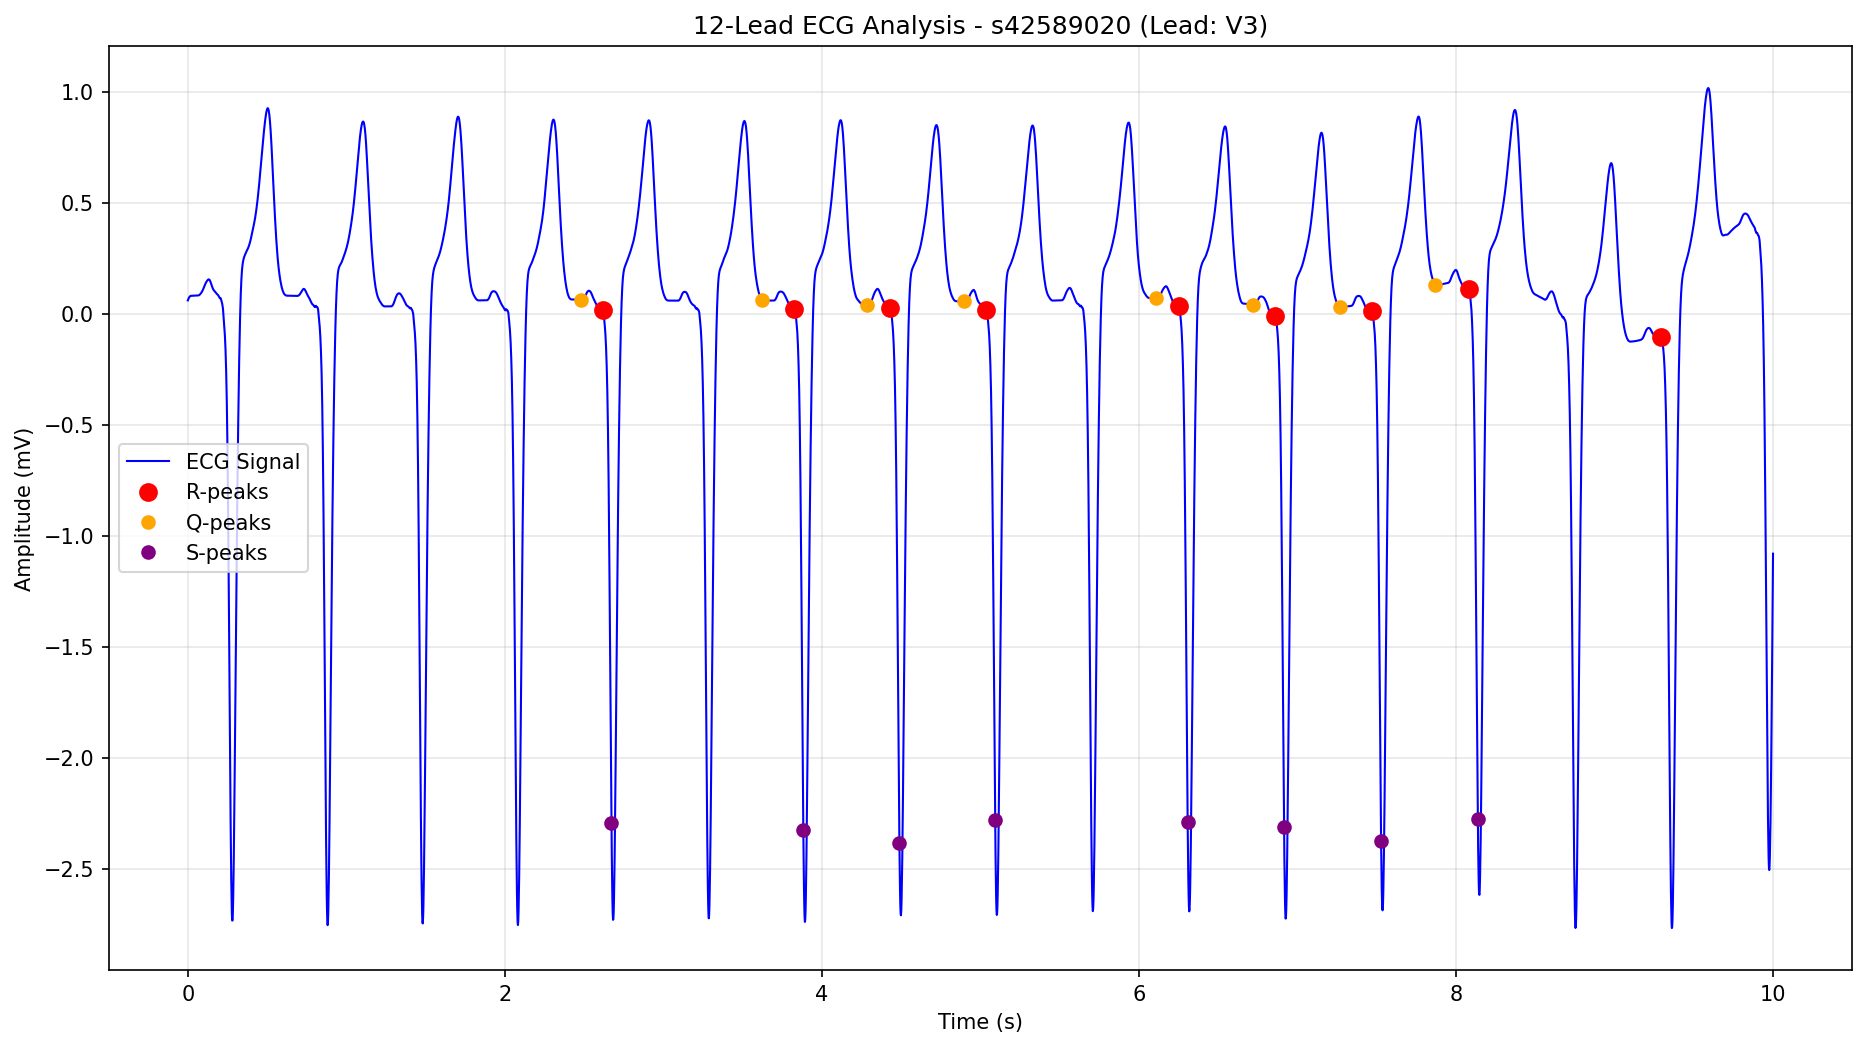 12-Lead ECG Analysis - s42589020 (Lead: V3)
1.0
0.5
0.0
−0.5
−1.0
−1.5
−2.0
−2.5
Amplitude (mV)
ECG Signal
R-peaks
Q-peaks
S-peaks
0 2 4 6 8 10
Time (s)